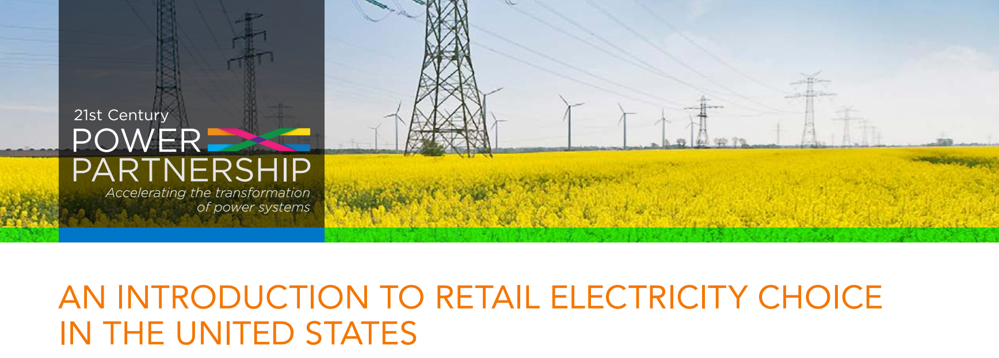 21st Century
POWER
PARTNERSHIP
Accelerating the transformation
of power systems
AN INTRODUCTION TO RETAIL ELECTRICITY CHOICE
IN THE UNITED STATES